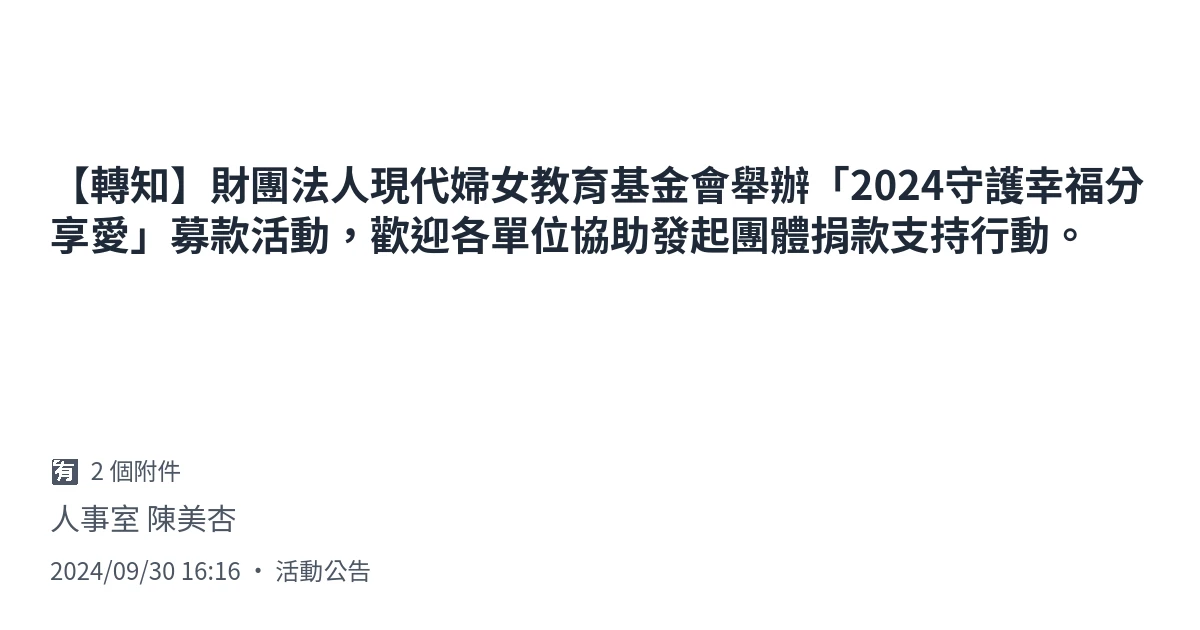 【轉知】財團法人現代婦女教育基金會舉辦「2024守護幸福分
享愛」募款活動，歡迎各單位協助發起團體捐款支持行動。
有 2 個附件
人事室 陳美杏
2024/09/30 16:16 · 活動公告